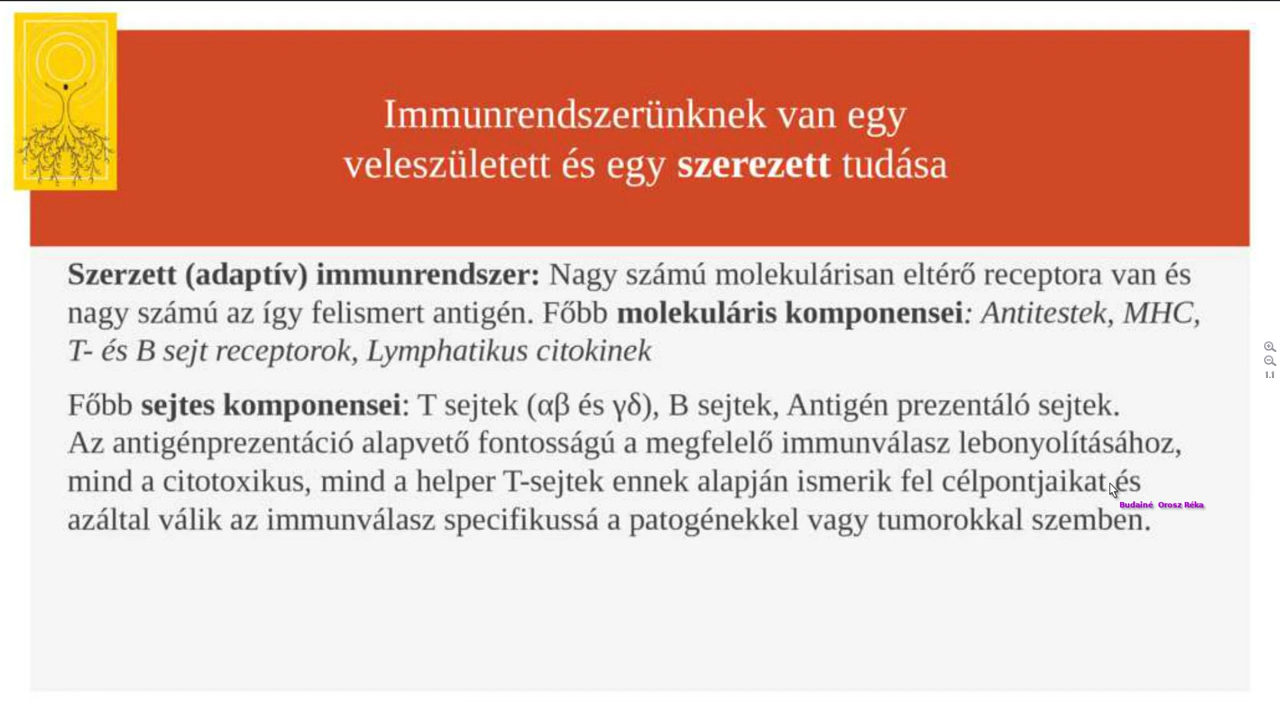 Immunrendszerünknek van egy
veleszületett és egy szerezett tudása
Szerzett (adaptív) immunrendszer: Nagy számú molekulárisan eltérő receptora van és
nagy számú az így felismert antigén. Főbb molekuláris komponensei: Antitestek, MHC,
T- és B sejt receptorok, Lymphatikus citokinek
Főbb sejtes komponensei: T sejtek (αβ és γδ), B sejtek, Antigén prezentáló sejtek.
Az antigénprezentáció alapvető fontosságú a megfelelő immunválasz lebonyolításához,
mind a citotoxikus, mind a helper T-sejtek ennek alapján ismerik fel célpontjaikat és
azáltal válik az immunválasz specifikussá a patogénekkel vagy tumorokkal szemben.
Budainé Orosz Réka
1:1